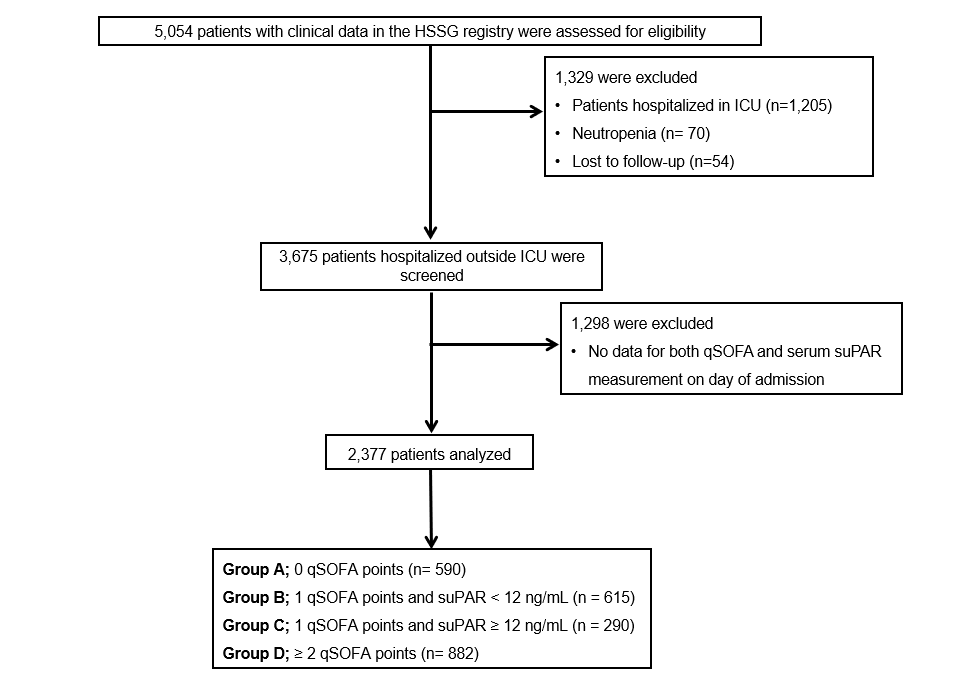 5,054 patients with clinical data in the HSSG registry were assessed for eligibility
1,329 were excluded
• Patients hospitalized in ICU (n=1,205)
• Neutropenia (n= 70)
• Lost to follow-up (n=54)
3,675 patients hospitalized outside ICU were
screened
1,298 were excluded
• No data for both qSOFA and serum suPAR
measurement on day of admission
2,377 patients analyzed
Group A; 0 qSOFA points (n= 590)
Group B; 1 qSOFA points and suPAR < 12 ng/mL (n = 615)
Group C; 1 qSOFA points and suPAR ≥ 12 ng/mL (n = 290)
Group D; ≥ 2 qSOFA points (n= 882)